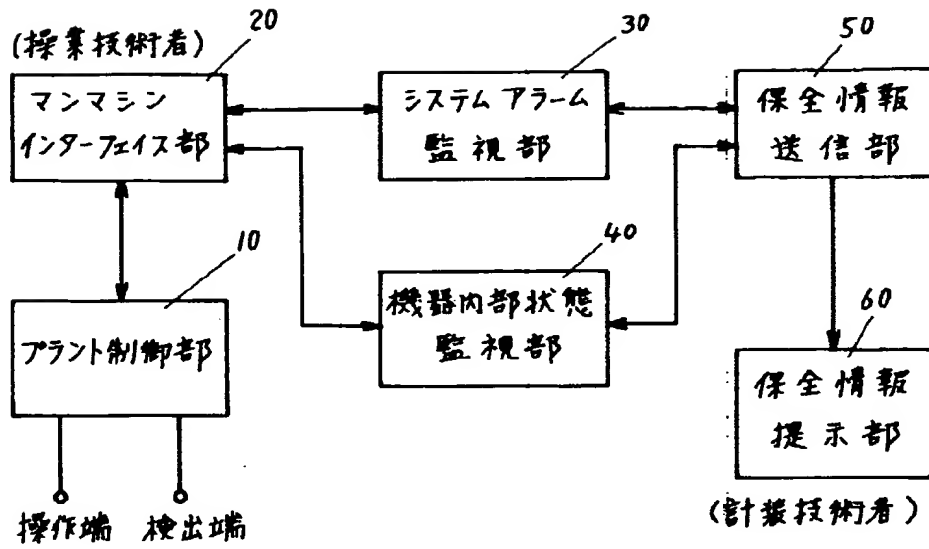 (操業技術者)
20
マンマシン
インターフェイス部
30
システムアラーム
監視部
50
保全情報
送信部
10
プラント制御部
40
機器内部状態
監視部
60
保全情報
提示部
操作端 検出端
(計装技術者)